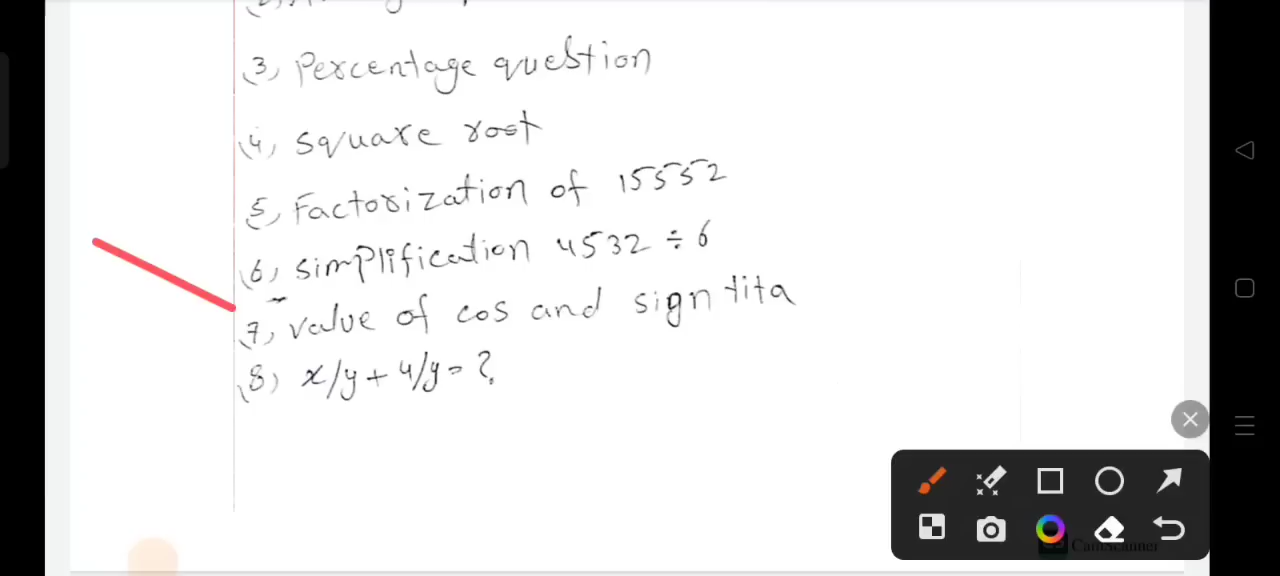 (3) Percentage question
(4) square root
(5) Factorization of 15552
(6) simplification 4532 ÷ 6
(7) value of cos and sign tita
(8) x/y + 4/y = ?
CamScanner